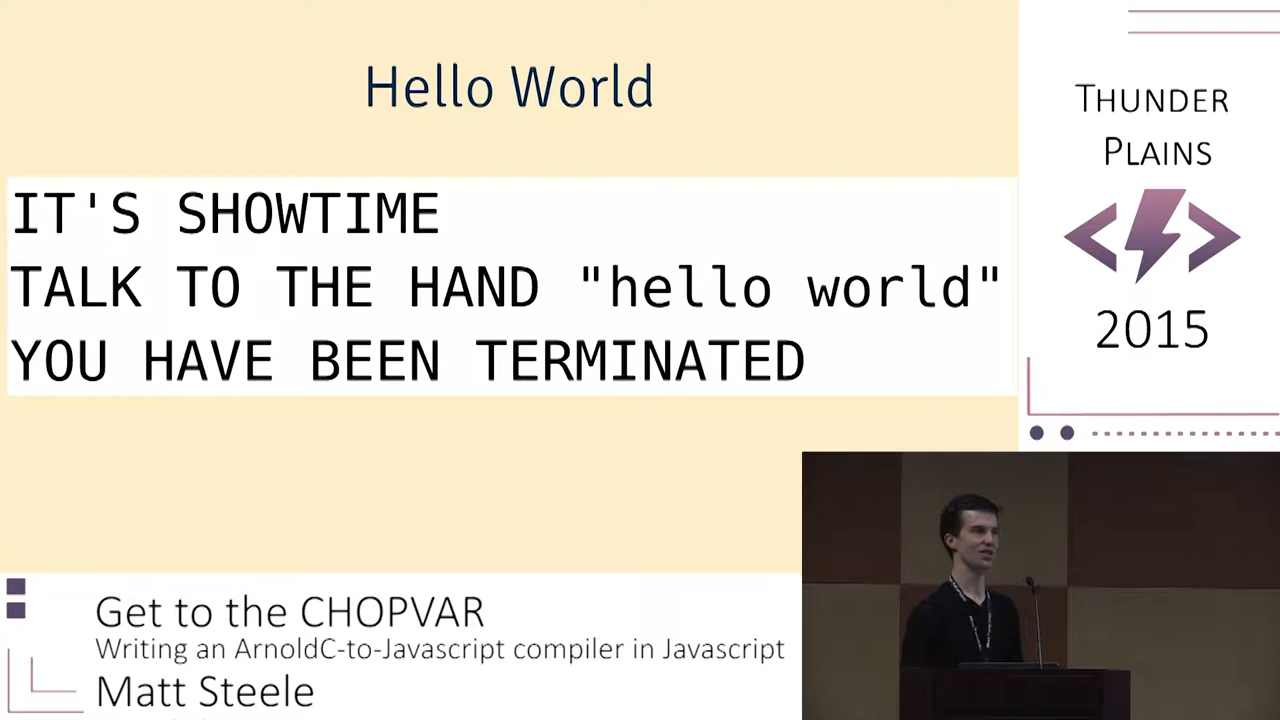 Hello World
IT'S SHOWTIME
TALK TO THE HAND "hello world"
YOU HAVE BEEN TERMINATED
THUNDER
PLAINS
2015
Get to the CHOPVAR
Writing an ArnoldC-to-Javascript compiler in Javascript
Matt Steele